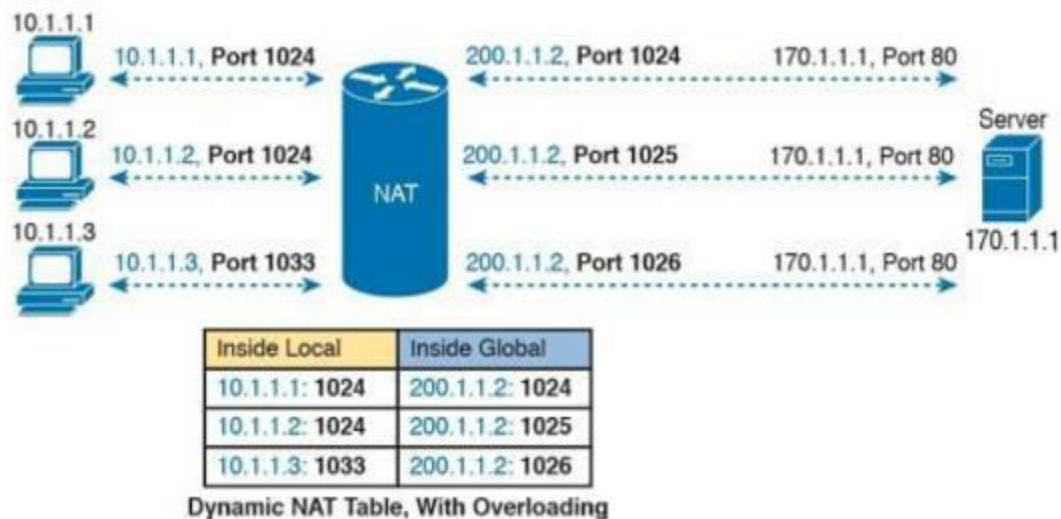 10.1.1.1
10.1.1.1, Port 1024
200.1.1.2, Port 1024
170.1.1.1, Port 80
10.1.1.2
10.1.1.2, Port 1024
NAT
200.1.1.2, Port 1025
170.1.1.1, Port 80
Server
170.1.1.1
10.1.1.3
10.1.1.3, Port 1033
200.1.1.2, Port 1026
170.1.1.1, Port 80
Inside Local Inside Global
10.1.1.1: 1024 200.1.1.2: 1024
10.1.1.2: 1024 200.1.1.2: 1025
10.1.1.3: 1033 200.1.1.2: 1026
Dynamic NAT Table, With Overloading